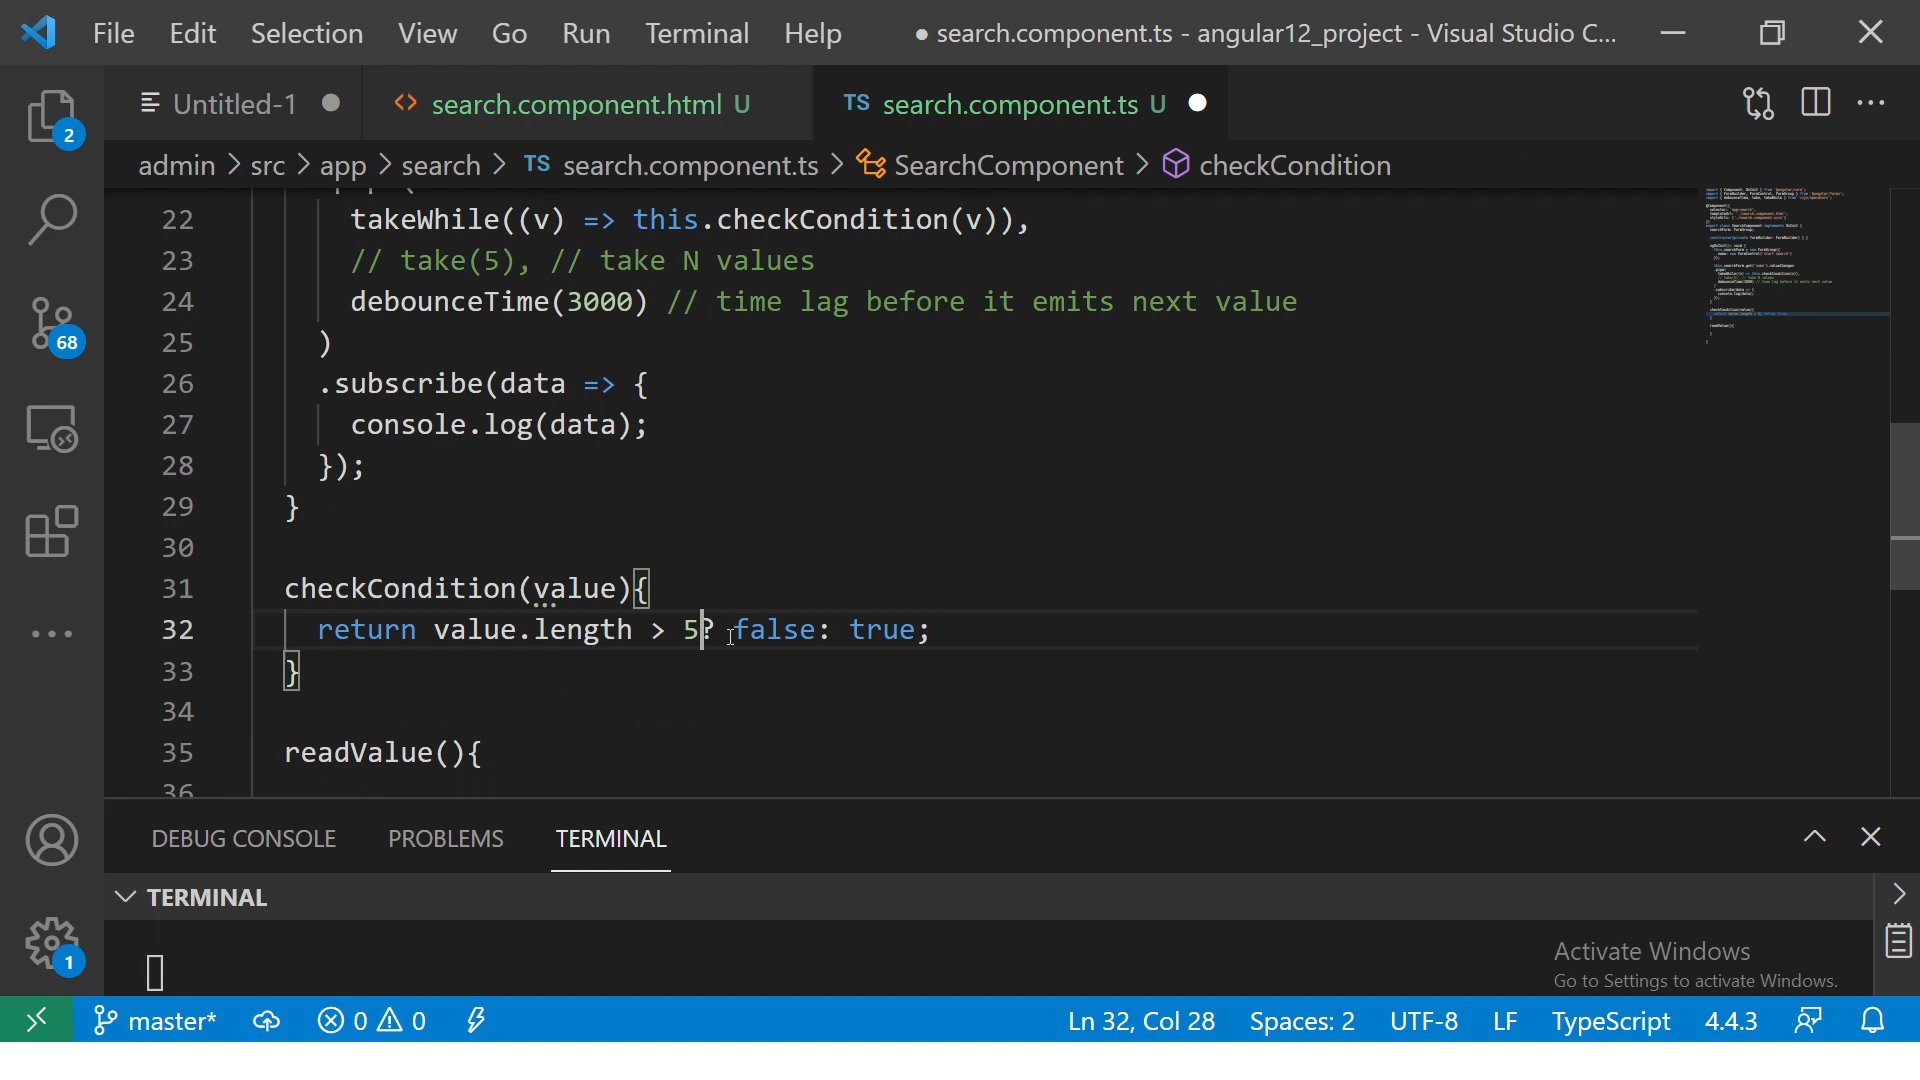 File Edit Selection View Go Run Terminal Help ● search.component.ts - angular12_project - Visual Studio C...
Untitled-1 ● <> search.component.html U TS search.component.ts U ●
admin > src > app > search > TS search.component.ts > SearchComponent > checkCondition
22 takeWhile((v) => this.checkCondition(v)),
23 // take(5), // take N values
24 debounceTime(3000) // time lag before it emits next value
25 )
26 .subscribe(data => {
27 console.log(data);
28 });
29 }
30
31 checkCondition(value){
32 return value.length > 5? false: true;
33 }
34
35 readValue(){
36
2
68
1
DEBUG CONSOLE PROBLEMS TERMINAL
TERMINAL
Activate Windows
Go to Settings to activate Windows.
master* 0 0 Ln 32, Col 28 Spaces: 2 UTF-8 LF TypeScript 4.4.3